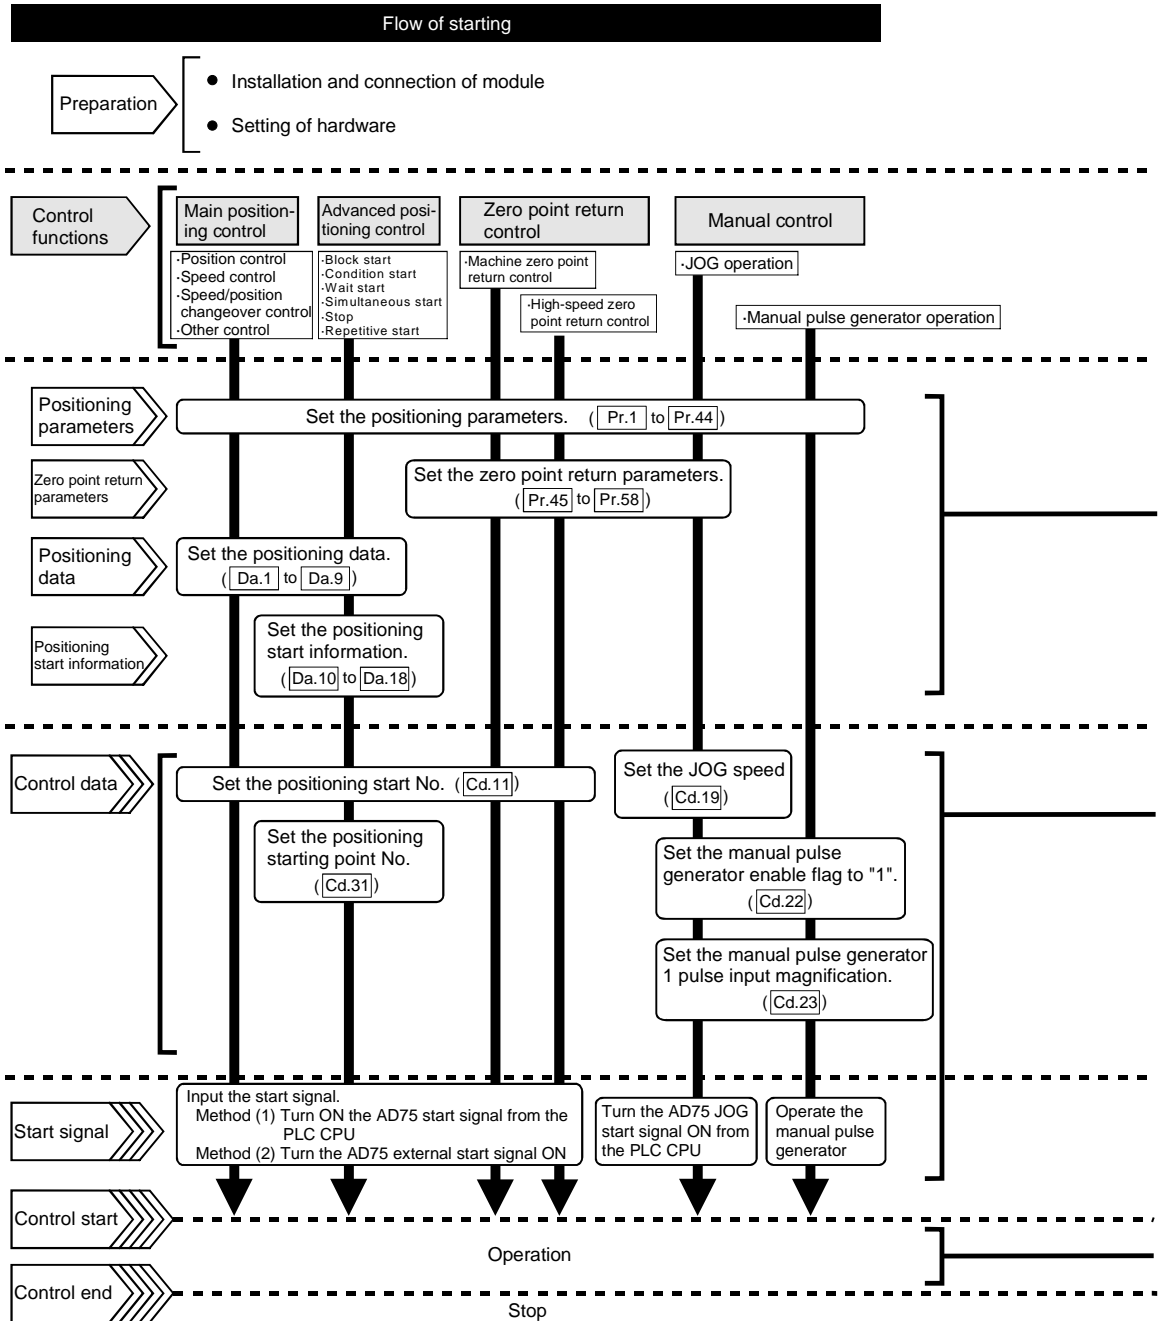 Flow of starting
Preparation
● Installation and connection of module
● Setting of hardware
Control
functions
Main position-
ing control
·Position control
·Speed control
·Speed/position
changeover control
·Other control
Advanced posi-
tioning control
·Block start
·Condition start
·Wait start
·Simultaneous start
·Stop
·Repetitive start
Zero point return
control
·Machine zero point
return control
·High-speed zero
point return control
Manual control
·JOG operation
·Manual pulse generator operation
Positioning
parameters
Set the positioning parameters. ( Pr.1 to Pr.44 )
Zero point return
parameters
Set the zero point return parameters.
( Pr.45 to Pr.58 )
Positioning
data
Set the positioning data.
( Da.1 to Da.9 )
Positioning
start information
Set the positioning
start information.
( Da.10 to Da.18 )
Control data
Set the positioning start No. ( Cd.11 )
Set the positioning
starting point No.
( Cd.31 )
Set the JOG speed
( Cd.19 )
Set the manual pulse
generator enable flag to "1".
( Cd.22 )
Set the manual pulse generator
1 pulse input magnification.
( Cd.23 )
Start signal
Input the start signal.
Method (1) Turn ON the AD75 start signal from the
PLC CPU
Method (2) Turn the AD75 external start signal ON
Turn the AD75 JOG
start signal ON from
the PLC CPU
Operate the
manual pulse
generator
Control start
Operation
Control end
Stop